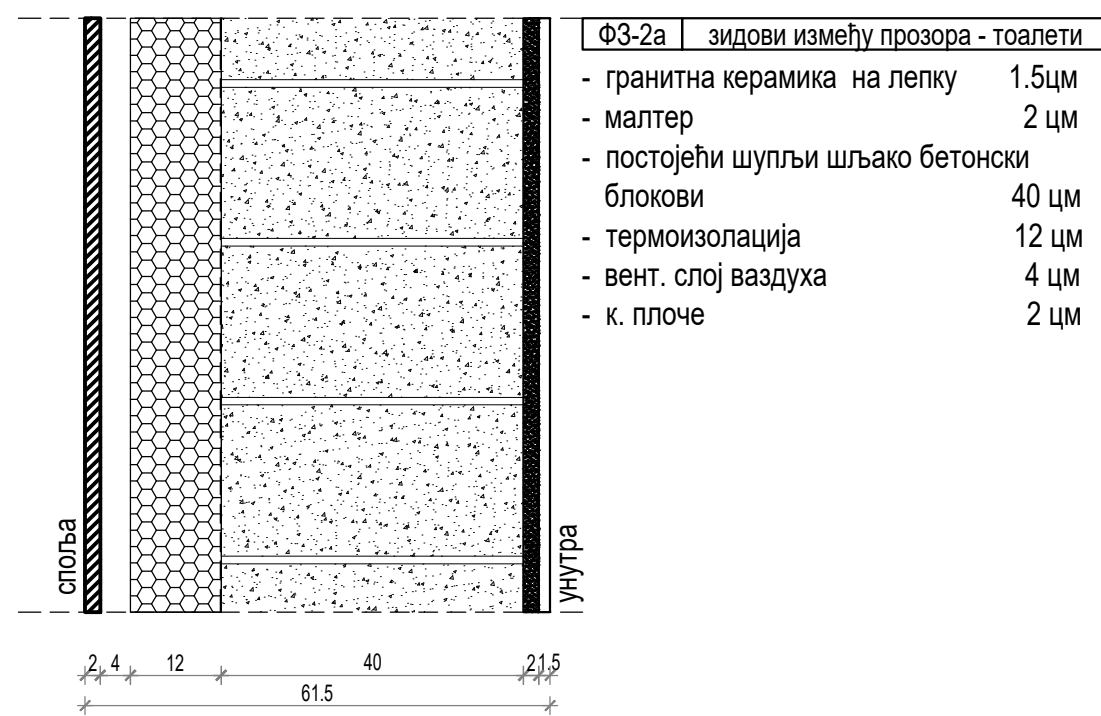 ФЗ-2а зидови између прозора - тоалети
- гранитна керамика на лепку 1.5цм
- малтер 2 цм
- постојећи шупљи шљако бетонски
блокови 40 цм
- термоизолација 12 цм
- вент. слој ваздуха 4 цм
- к. плоче 2 цм
споља
унутра
2 4 12 40 2 1.5
61.5